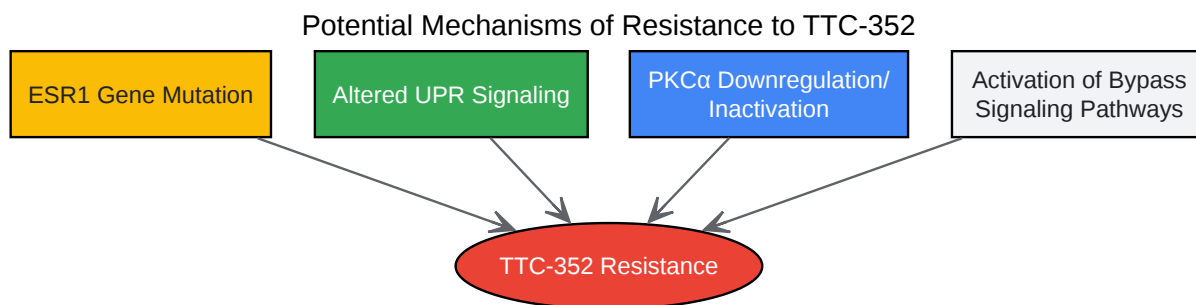 Potential Mechanisms of Resistance to TTC-352
ESR1 Gene Mutation
Altered UPR Signaling
PKCα Downregulation/
Inactivation
Activation of Bypass
Signaling Pathways
TTC-352 Resistance